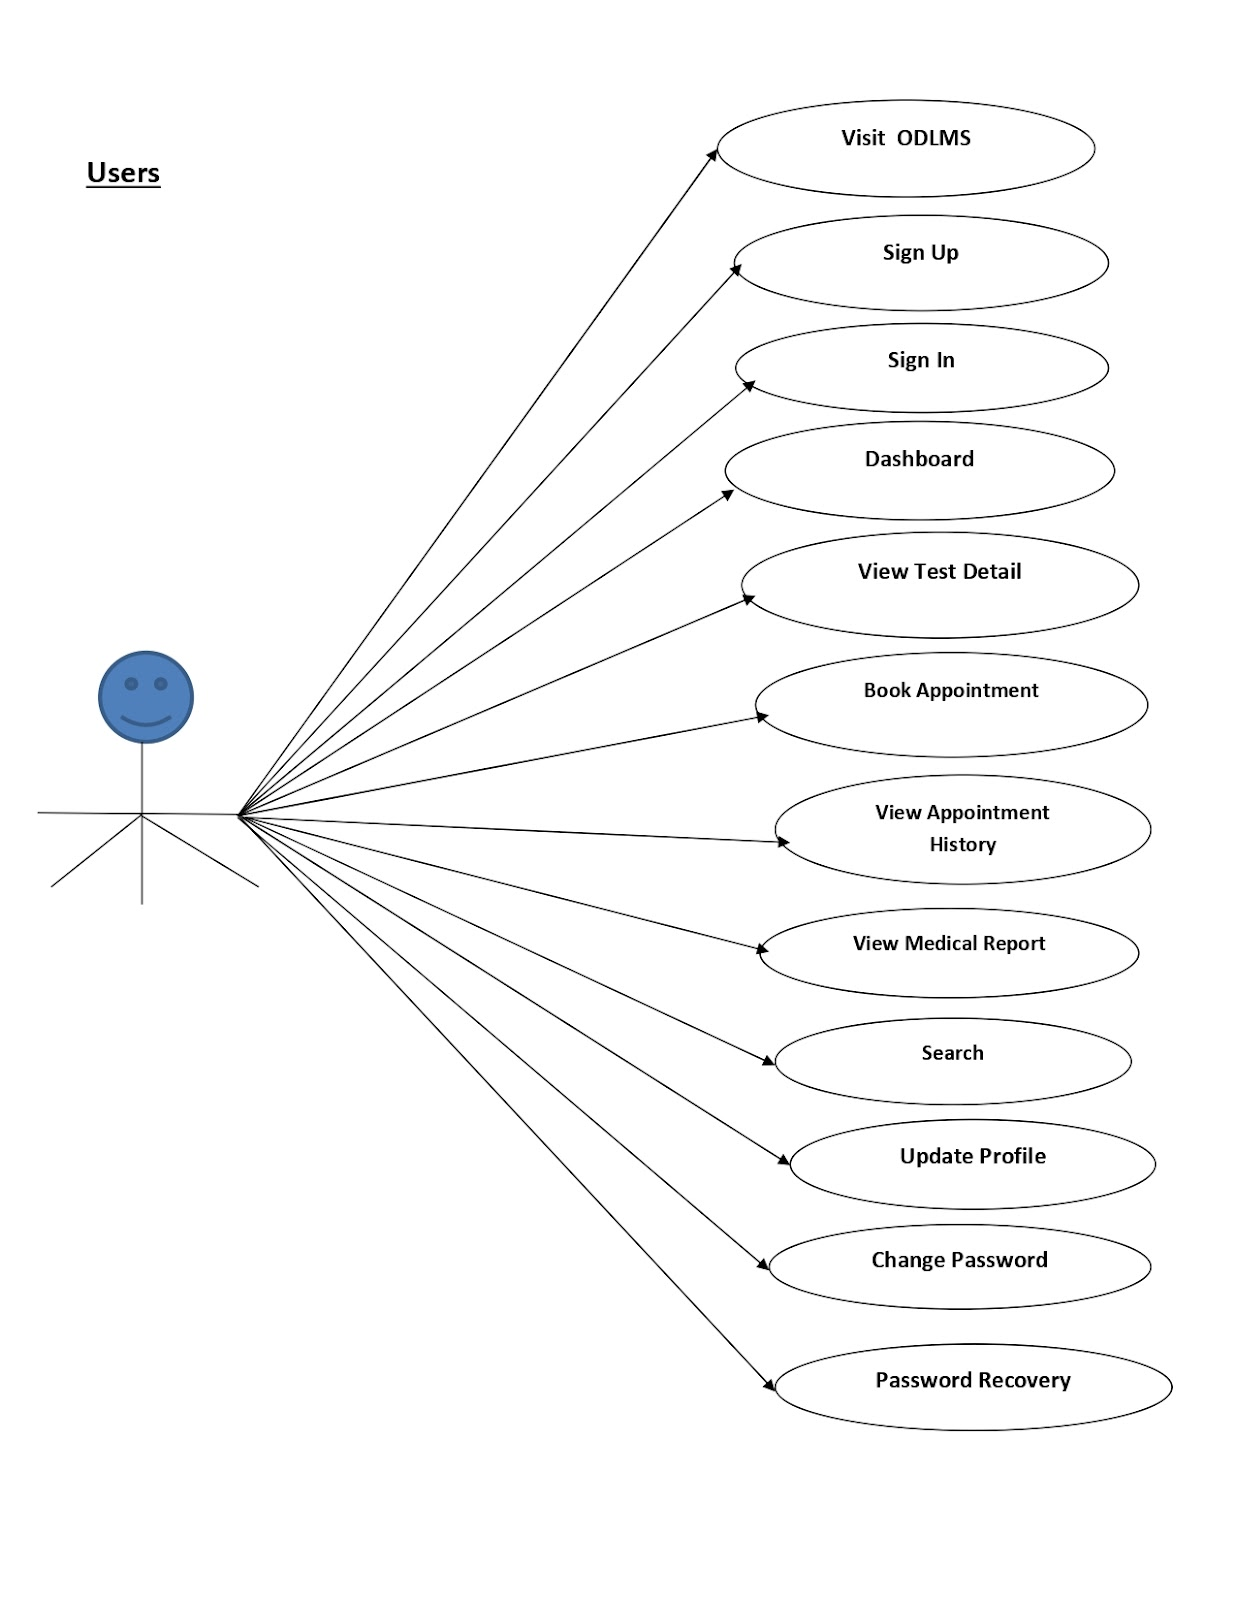 Users
Visit  ODLMS
Sign Up
Sign In
Dashboard
View Test Detail
Book Appointment
View Appointment
History
View Medical Report
Search
Update Profile
Change Password
Password Recovery